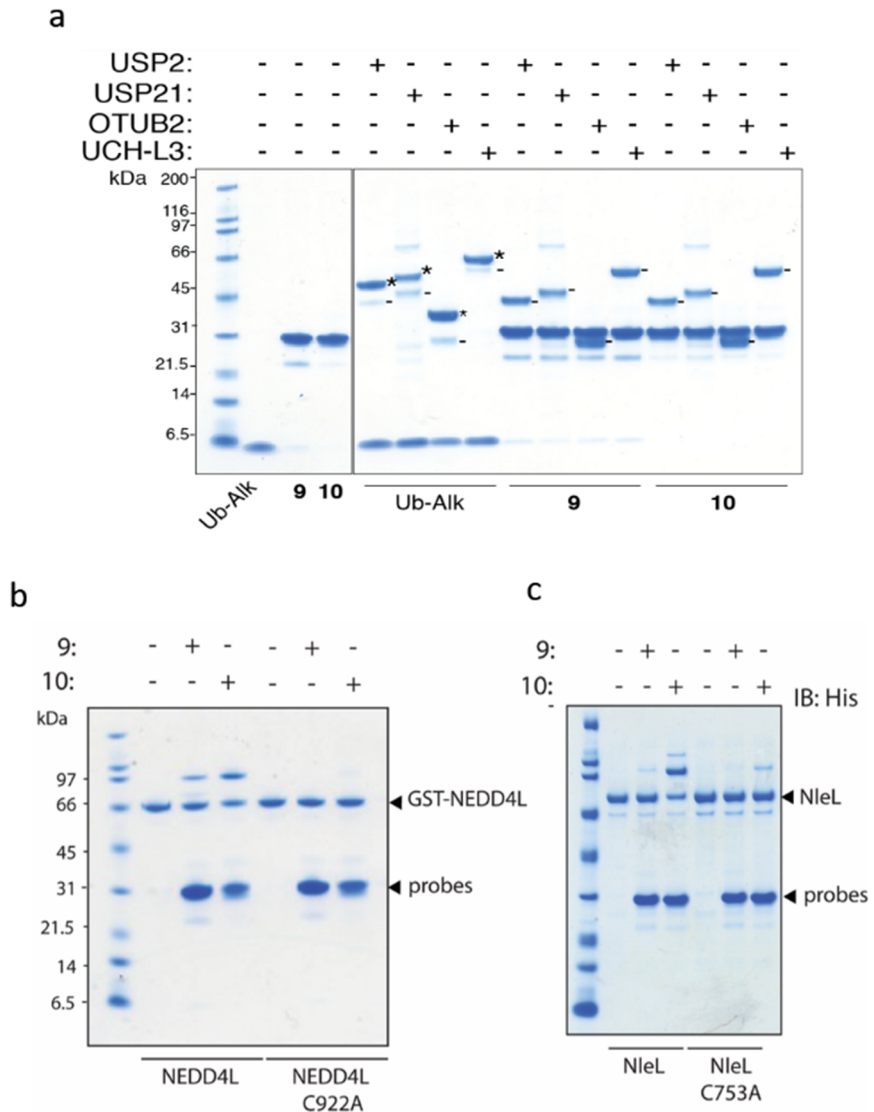 a
USP2: - - - - + - - - + - - - + - - -
USP21: - - - - - + - - - + - - - + - -
OTUB2: - - - - - - + - - - + - - - + -
UCH-L3: - - - - - - - + - - - + - - - +
kDa 200
116
97
66
45
31
21.5
14
6.5
* - * - * - * - - - - - - - - -
Ub-Alk 9 10 Ub-Alk 9 10
b
9: - + - - + -
10: - - + - - +
kDa
97
66
45
31
21.5
14
6.5
GST-NEDD4L
probes
NEDD4L NEDD4L
C922A
c
9: - + - - + -
10: - - + - - +
- IB: His
NleL
probes
NleL NleL
C753A